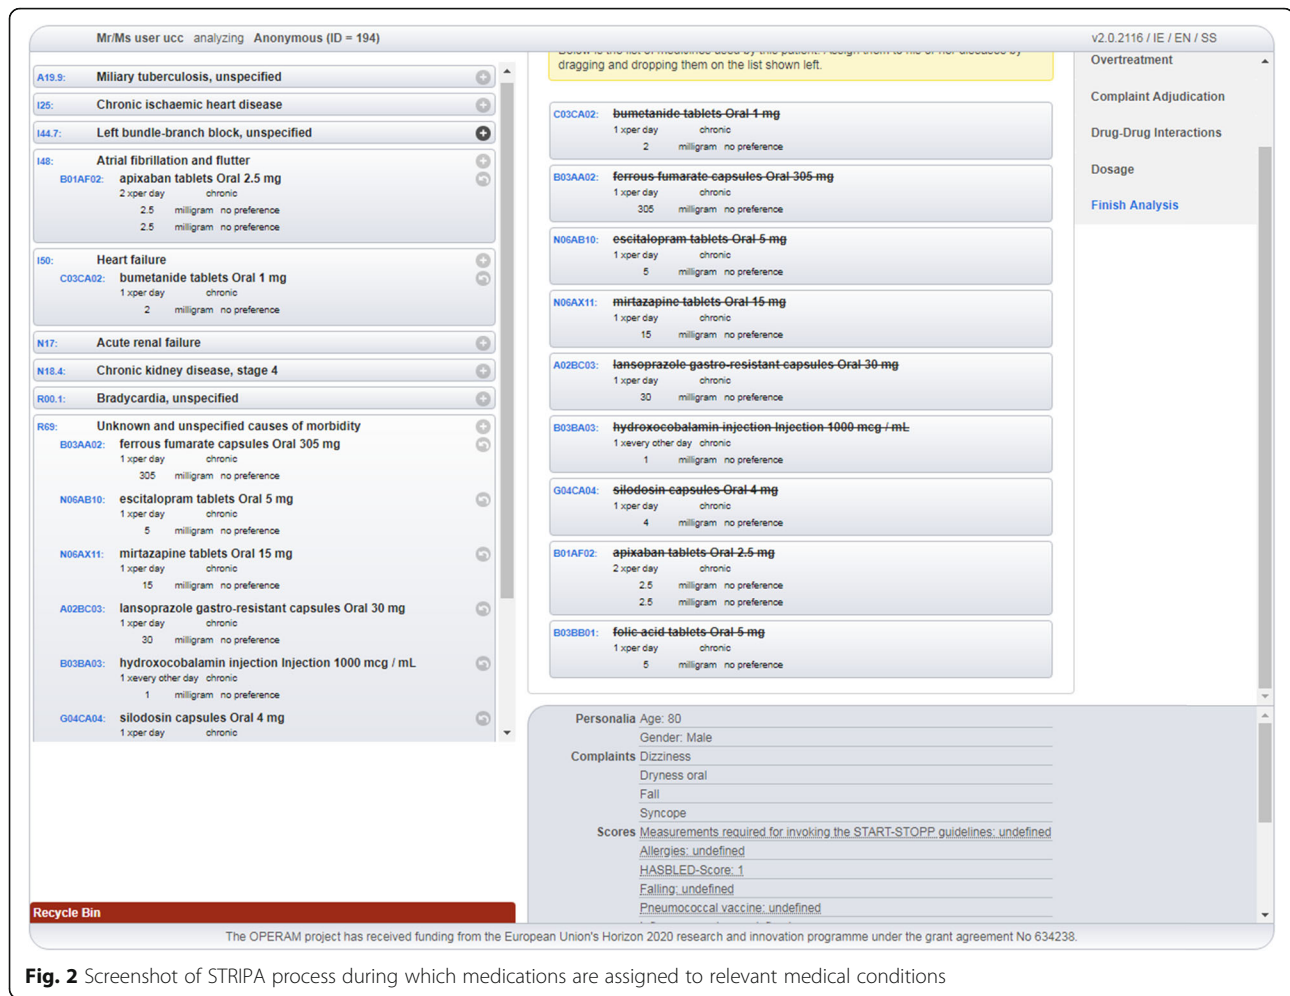 Mr/Ms user ucc analyzing Anonymous (ID = 194)
v2.0.2116 / IE / EN / SS
A19.9: Miliary tuberculosis, unspecified
I25: Chronic ischaemic heart disease
I44.7: Left bundle-branch block, unspecified
I48: Atrial fibrillation and flutter
B01AF02: apixaban tablets Oral 2.5 mg
2 xper day chronic
2.5 milligram no preference
2.5 milligram no preference
I50: Heart failure
C03CA02: bumetanide tablets Oral 1 mg
1 xper day chronic
2 milligram no preference
N17: Acute renal failure
N18.4: Chronic kidney disease, stage 4
R00.1: Bradycardia, unspecified
R69: Unknown and unspecified causes of morbidity
B03AA02: ferrous fumarate capsules Oral 305 mg
1 xper day chronic
305 milligram no preference
N06AB10: escitalopram tablets Oral 5 mg
1 xper day chronic
5 milligram no preference
N06AX11: mirtazapine tablets Oral 15 mg
1 xper day chronic
15 milligram no preference
A02BC03: lansoprazole gastro-resistant capsules Oral 30 mg
1 xper day chronic
30 milligram no preference
B03BA03: hydroxocobalamin injection Injection 1000 mcg / mL
1 xevery other day chronic
1 milligram no preference
G04CA04: silodosin capsules Oral 4 mg
1 xper day chronic
Recycle Bin
Below is the list of medicines used by this patient. Assign them to his or her diseases by
dragging and dropping them on the list shown left.
C03CA02: bumetanide tablets Oral 1 mg
1 xper day chronic
2 milligram no preference
B03AA02: ferrous fumarate capsules Oral 305 mg
1 xper day chronic
305 milligram no preference
N06AB10: escitalopram tablets Oral 5 mg
1 xper day chronic
5 milligram no preference
N06AX11: mirtazapine tablets Oral 15 mg
1 xper day chronic
15 milligram no preference
A02BC03: lansoprazole gastro-resistant capsules Oral 30 mg
1 xper day chronic
30 milligram no preference
B03BA03: hydroxocobalamin injection Injection 1000 mcg / mL
1 xevery other day chronic
1 milligram no preference
G04CA04: silodosin capsules Oral 4 mg
1 xper day chronic
4 milligram no preference
B01AF02: apixaban tablets Oral 2.5 mg
2 xper day chronic
2.5 milligram no preference
2.5 milligram no preference
B03BB01: folic acid tablets Oral 5 mg
1 xper day chronic
5 milligram no preference
Overtreatment
Complaint Adjudication
Drug-Drug Interactions
Dosage
Finish Analysis
Personalia Age: 80
Gender: Male
Complaints Dizziness
Dryness oral
Fall
Syncope
Scores Measurements required for invoking the START-STOPP guidelines: undefined
Allergies: undefined
HASBLED-Score: 1
Falling: undefined
Pneumococcal vaccine: undefined
The OPERAM project has received funding from the European Union's Horizon 2020 research and innovation programme under the grant agreement No 634238.
Fig. 2 Screenshot of STRIPA process during which medications are assigned to relevant medical conditions